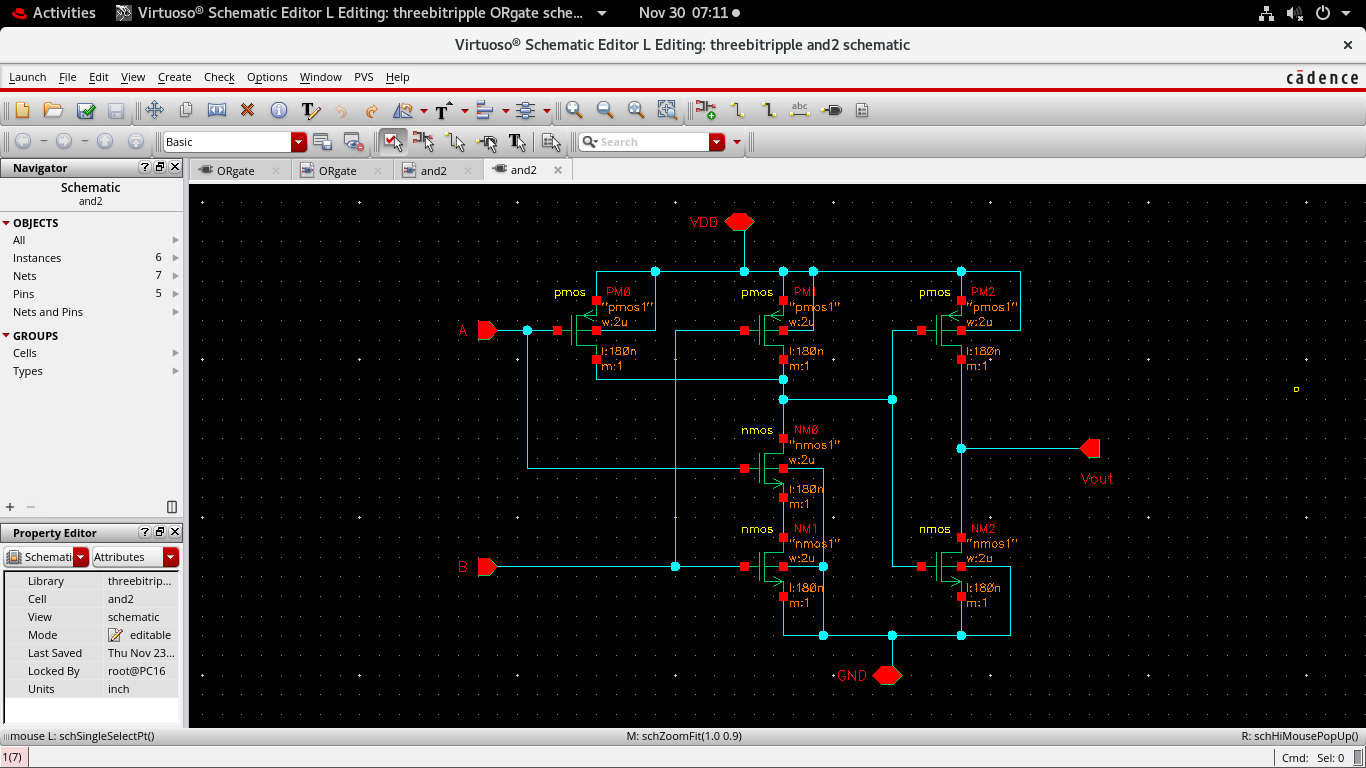 Activities
Virtuoso® Schematic Editor L Editing: threebitripple ORgate sche...
Nov 30 07:11
Virtuoso® Schematic Editor L Editing: threebitripple and2 schematic
Launch File Edit View Create Check Options Window PVS Help
cādence
abc
Basic
Search
Navigator
ORgate
ORgate
and2
and2
Schematic
and2
OBJECTS
All
Instances 6
Nets 7
Pins 5
Nets and Pins
GROUPS
Cells
Types
Property Editor
Schemati
Attributes
Library threebitrip...
Cell and2
View schematic
Mode editable
Last Saved Thu Nov 23...
Locked By root@PC16
Units inch
VDD
pmos PM0
"pmos1"
w:2u
l:180n
m:1
pmos PM1
"pmos1"
w:2u
l:180n
m:1
pmos PM2
"pmos1"
w:2u
l:180n
m:1
A
nmos NM0
"nmos1"
w:2u
l:180n
m:1
Vout
nmos NM1
"nmos1"
w:2u
l:180n
m:1
nmos NM2
"nmos1"
w:2u
l:180n
m:1
B
GND
mouse L: schSingleSelectPt()
M: schZoomFit(1.0 0.9)
R: schHiMousePopUp()
1(7)
Cmd: Sel: 0